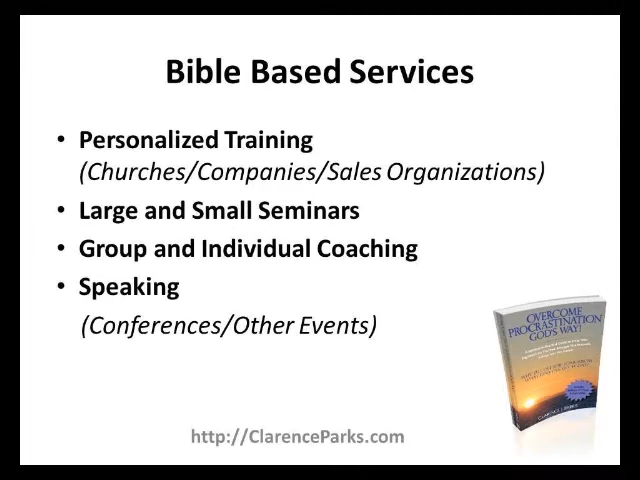 Bible Based Services
• Personalized Training
(Churches/Companies/Sales Organizations)
• Large and Small Seminars
• Group and Individual Coaching
• Speaking
(Conferences/Other Events)
OVERCOME
PROCRASTINATION
GOD'S WAY!
http://ClarenceParks.com